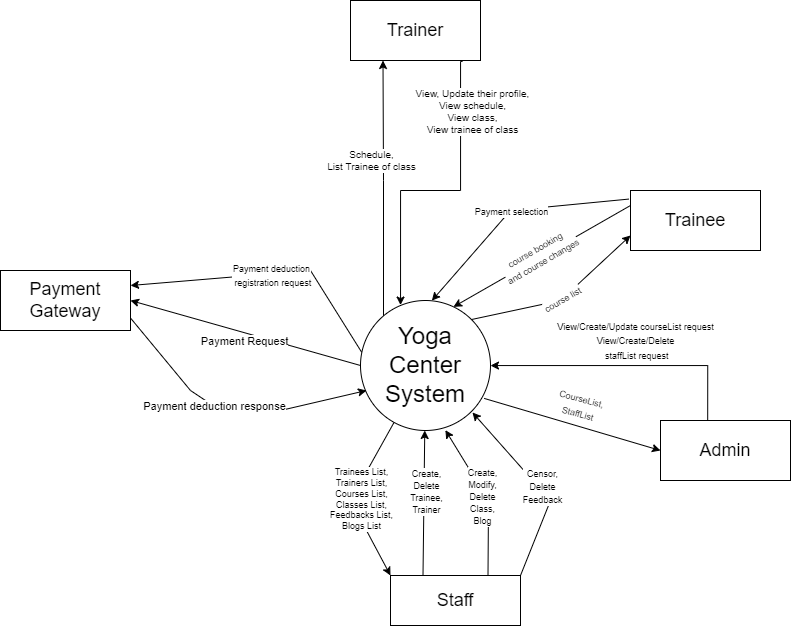 Trainer
View, Update their profile,
View schedule,
View class,
View trainee of class
Schedule,
List Trainee of class
Payment selection
Trainee
course booking
and course changes
course list
Payment deduction
registration request
Payment
Gateway
Payment Request
Payment deduction response
Yoga
Center
System
View/Create/Update courseList request
View/Create/Delete
staffList request
CourseList,
StaffList
Admin
Trainees List,
Trainers List,
Courses List,
Classes List,
Feedbacks List,
Blogs List
Create,
Delete
Trainee,
Trainer
Create,
Modify,
Delete
Class,
Blog
Censor,
Delete
Feedback
Staff